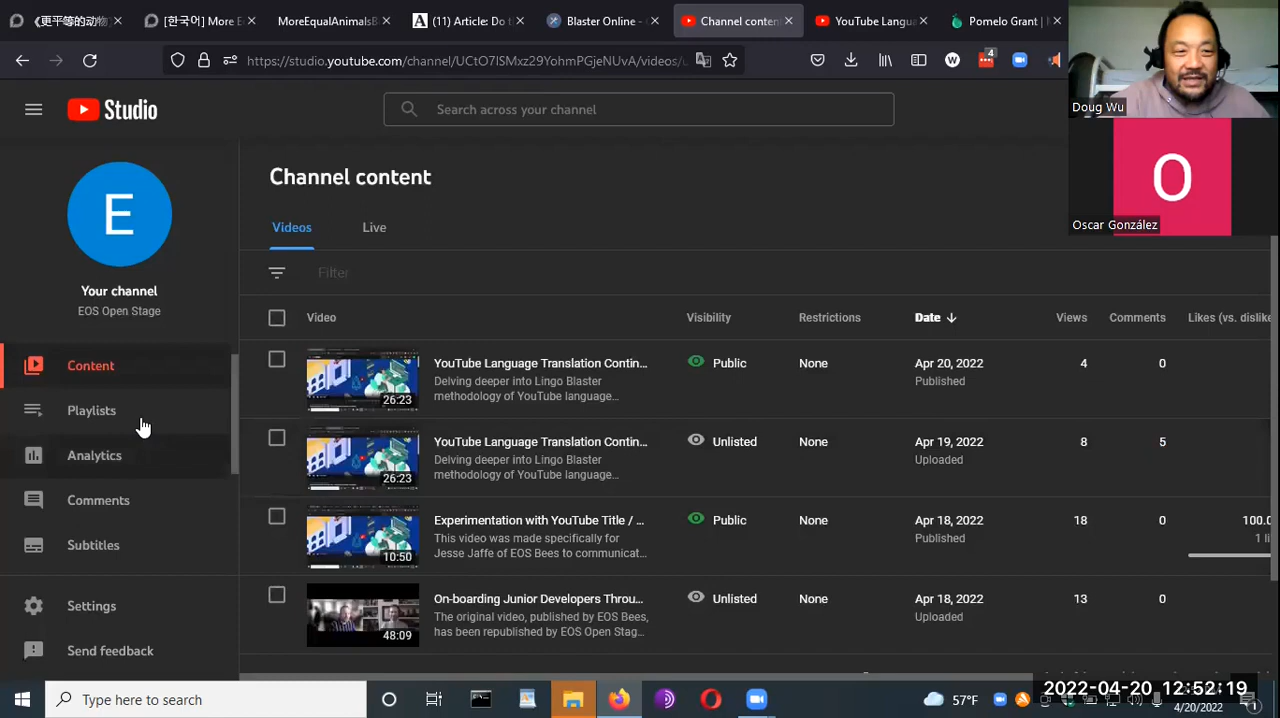 《更平等的动物
[한국어] More E
MoreEqualAnimalsB
(11) Article: Do t
Blaster Online - C
Channel conten
YouTube Langua
Pomelo Grant | M
Doug Wu
Studio
Search across your channel
O
Oscar González
E
Your channel
EOS Open Stage
Channel content
Videos
Live
Filter
Content
Playlists
Analytics
Comments
Subtitles
Settings
Send feedback
Video
Visibility
Restrictions
Date
Views
Comments
Likes (vs. dislike
YouTube Language Translation Contin...
Delving deeper into Lingo Blaster
methodology of YouTube language...
26:23
Public
None
Apr 20, 2022
Published
4
0
YouTube Language Translation Contin...
Delving deeper into Lingo Blaster
methodology of YouTube language...
26:23
Unlisted
None
Apr 19, 2022
Uploaded
8
5
Experimentation with YouTube Title / ...
This video was made specifically for
Jesse Jaffe of EOS Bees to communicat...
10:50
Public
None
Apr 18, 2022
Published
18
0
100.0
1 li
On-boarding Junior Developers Throu...
The original video, published by EOS Bees,
has been republished by EOS Open Stag...
48:09
Unlisted
None
Apr 18, 2022
Uploaded
13
0
Type here to search
57°F
2022-04-20 12:52:19
4/20/2022